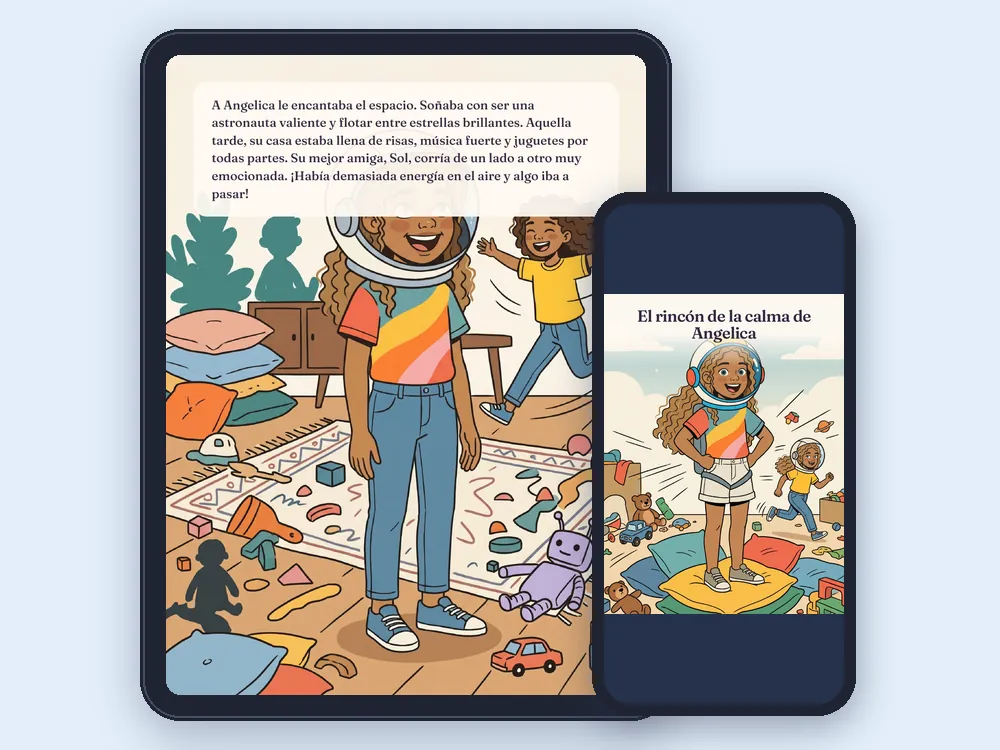 A Angelica le encantaba el espacio. Soñaba con ser una
astronauta valiente y flotar entre estrellas brillantes. Aquella
tarde, su casa estaba llena de risas, música fuerte y juguetes por
todas partes. Su mejor amiga, Sol, corría de un lado a otro muy
emocionada. ¡Había demasiada energía en el aire y algo iba a
pasar!
El rincón de la calma de
Angelica